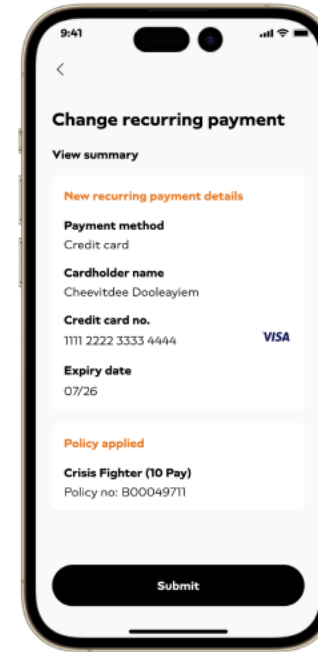 9:41
Change recurring payment
View summary
New recurring payment details
Payment method
Credit card
Cardholder name
Cheevitdee Dooleayiem
Credit card no.
1111 2222 3333 4444
VISA
Expiry date
07/26
Policy applied
Crisis Fighter (10 Pay)
Policy no: B00049711
Submit